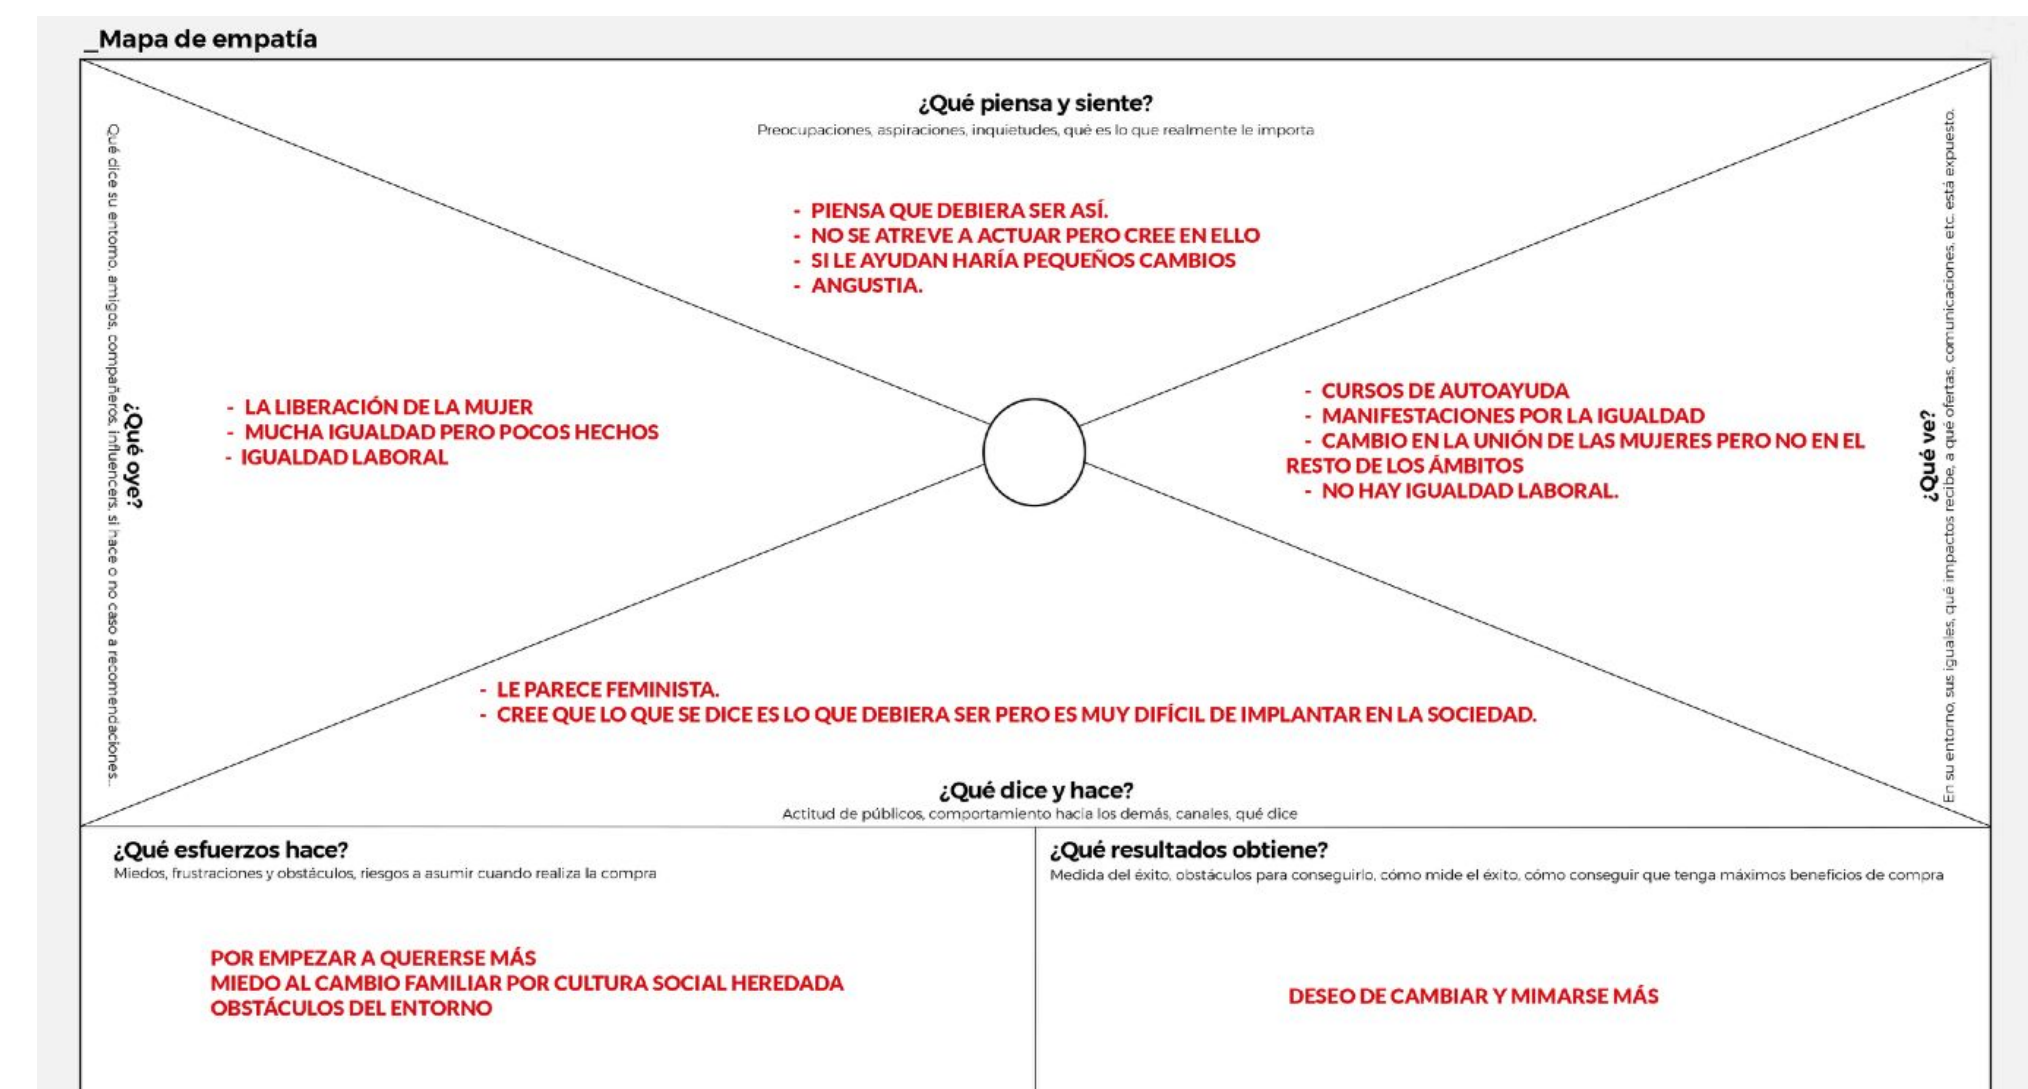 _Mapa de empatía
¿Qué piensa y siente?
Preocupaciones, aspiraciones, inquietudes, qué es lo que realmente le importa
- PIENSA QUE DEBIERA SER ASÍ.
- NO SE ATREVE A ACTUAR PERO CREE EN ELLO
- SI LE AYUDAN HARÍA PEQUEÑOS CAMBIOS
- ANGUSTIA.
¿Qué oye?
Qué dice su entorno, amigos, compañeros, influencers, si hace o no caso a recomendaciones...
- LA LIBERACIÓN DE LA MUJER
- MUCHA IGUALDAD PERO POCOS HECHOS
- IGUALDAD LABORAL
- CURSOS DE AUTOAYUDA
- MANIFESTACIONES POR LA IGUALDAD
- CAMBIO EN LA UNIÓN DE LAS MUJERES PERO NO EN EL
RESTO DE LOS ÁMBITOS
- NO HAY IGUALDAD LABORAL.
¿Qué ve?
En su entorno, sus iguales, qué impactos recibe, a qué ofertas, comunicaciones, etc. está expuesto.
- LE PARECE FEMINISTA.
- CREE QUE LO QUE SE DICE ES LO QUE DEBIERA SER PERO ES MUY DIFÍCIL DE IMPLANTAR EN LA SOCIEDAD.
¿Qué dice y hace?
Actitud de públicos, comportamiento hacia los demás, canales, qué dice
¿Qué esfuerzos hace?
Miedos, frustraciones y obstáculos, riesgos a asumir cuando realiza la compra
POR EMPEZAR A QUERERSE MÁS
MIEDO AL CAMBIO FAMILIAR POR CULTURA SOCIAL HEREDADA
OBSTÁCULOS DEL ENTORNO
¿Qué resultados obtiene?
Medida del éxito, obstáculos para conseguirlo, cómo mide el éxito, cómo conseguir que tenga máximos beneficios de compra
DESEO DE CAMBIAR Y MIMARSE MÁS